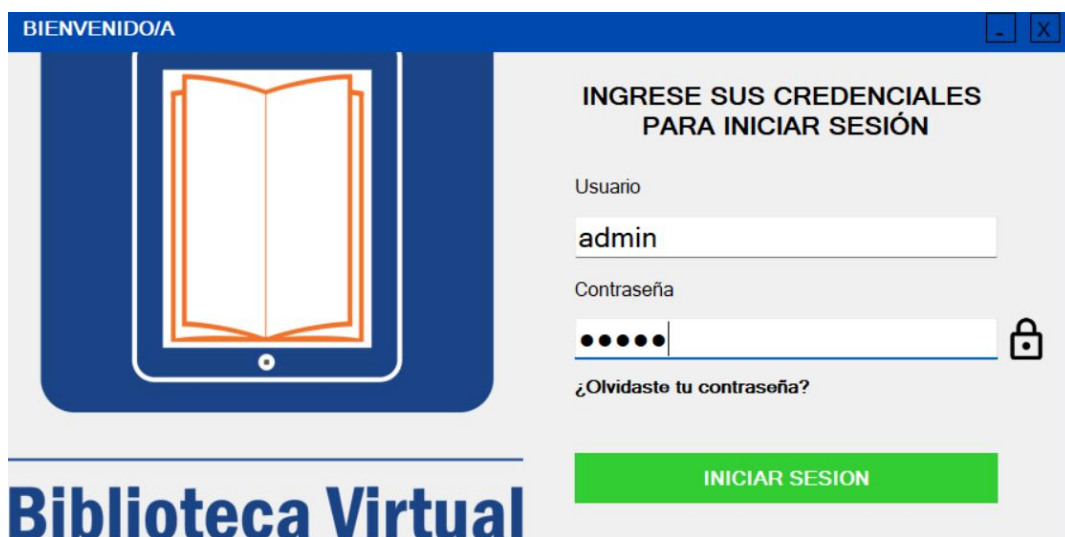 BIENVENIDO/A
- X
INGRESE SUS CREDENCIALES
PARA INICIAR SESIÓN
Usuario
admin
Contraseña
●●●●●
¿Olvidaste tu contraseña?
INICIAR SESION
Biblioteca Virtual